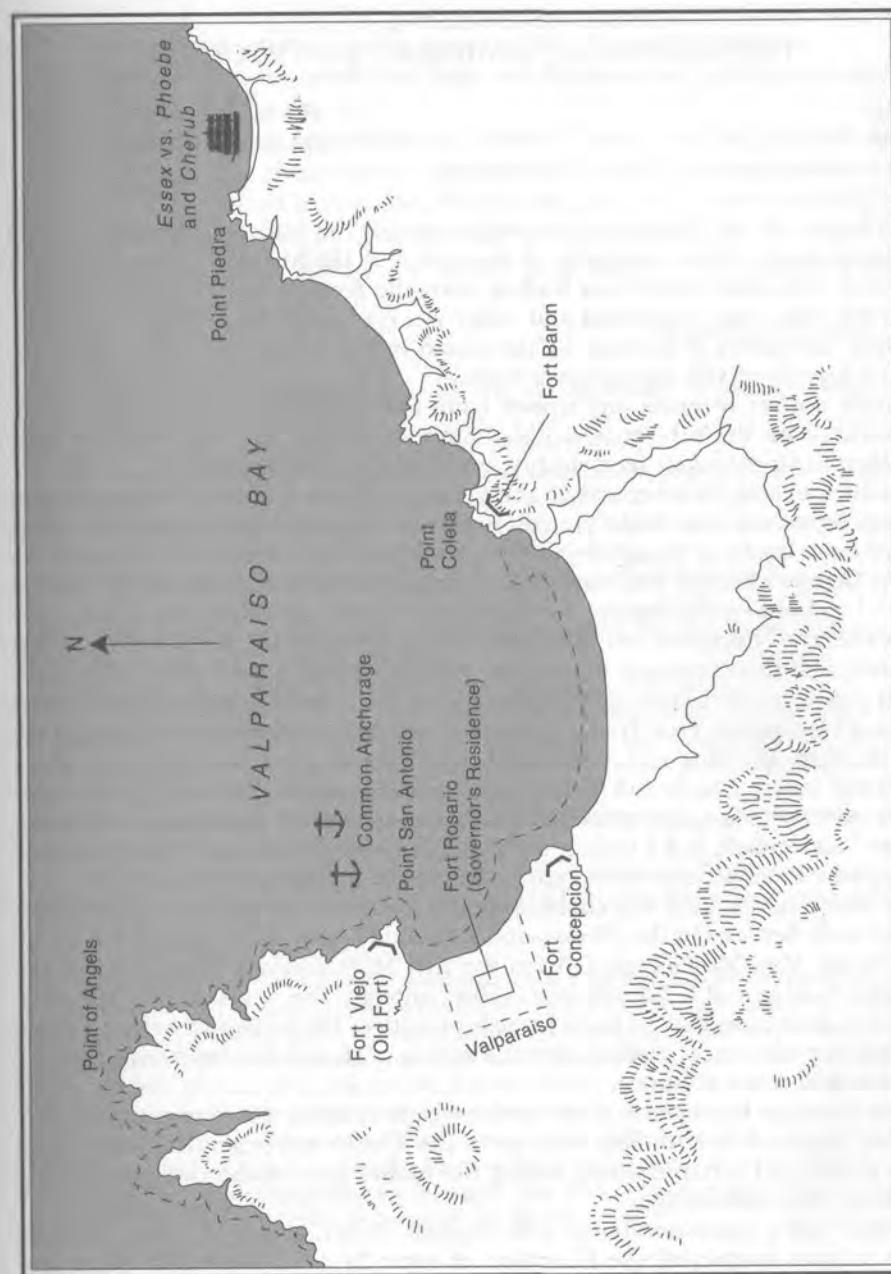 Essex vs. Phoebe
and Cherub
Point Piedra
Fort Baron
Point
Coleta
VALPARAISO BAY
N
Common Anchorage
Point San Antonio
Fort Rosario
(Governor's Residence)
Fort
Concepcion
Fort Viejo
(Old Fort)
Valparaiso
Point of Angels